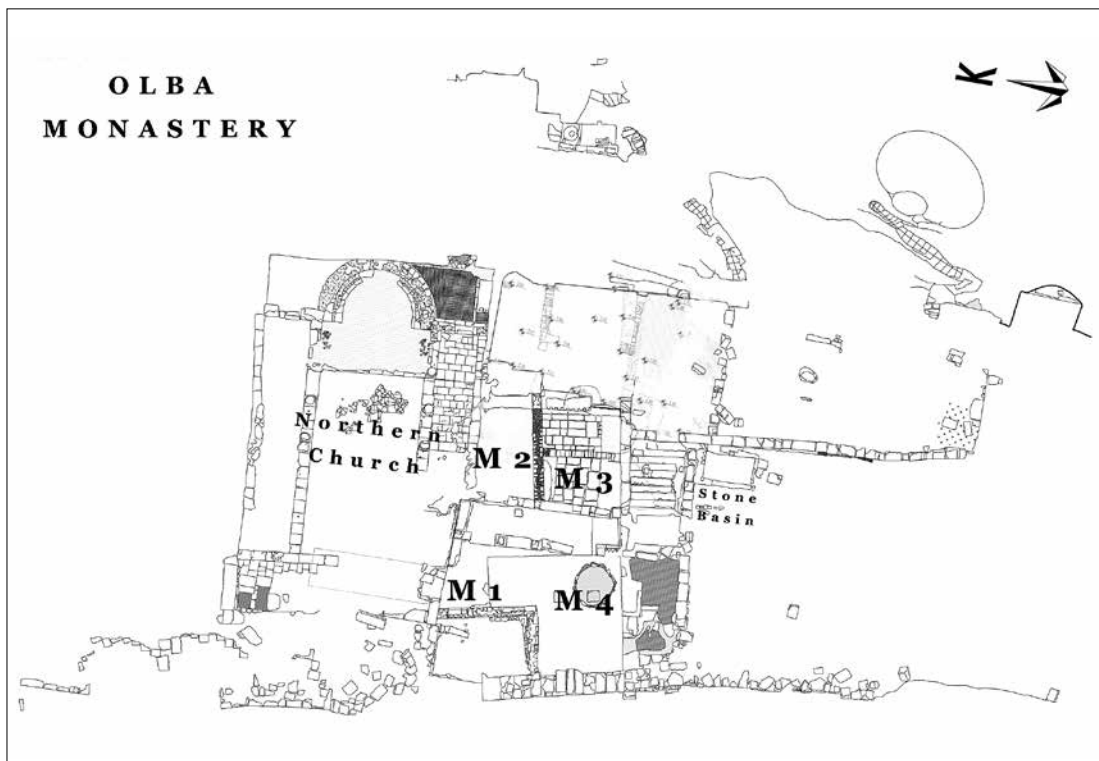 OLBA
MONASTERY
K
Northern
Church
M 2
M 3
Stone
Basin
M 1
M 4